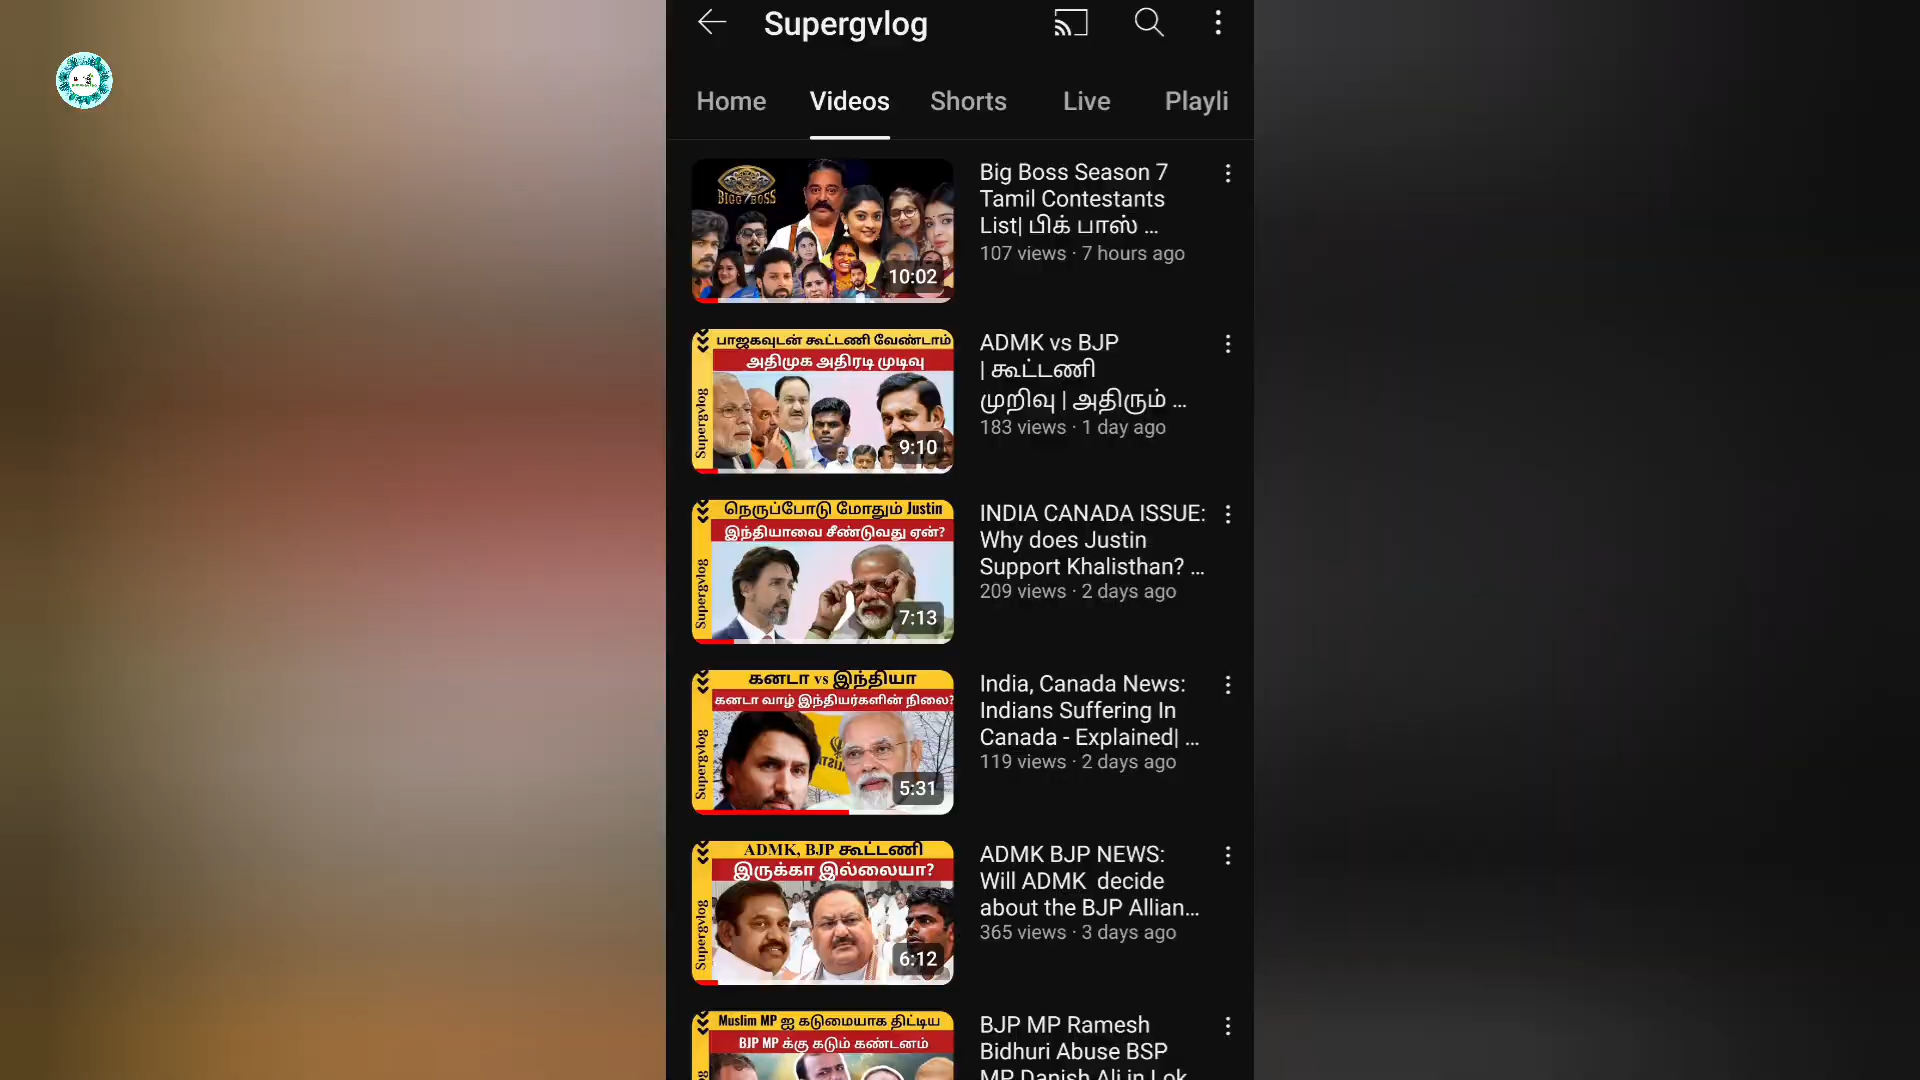 Supergvlog
Home Videos Shorts Live Playli
BIGG BOSS
7
10:02
Big Boss Season 7
Tamil Contestants
List| பிக் பாஸ் ...
107 views · 7 hours ago
பாஜகவுடன் கூட்டணி வேண்டாம்
அதிமுக அதிரடி முடிவு
Supergvlog
9:10
ADMK vs BJP
| கூட்டணி
முறிவு | அதிரும் ...
183 views · 1 day ago
நெருப்போடு மோதும் Justin
இந்தியாவை சீண்டுவது ஏன்?
Supergvlog
7:13
INDIA CANADA ISSUE:
Why does Justin
Support Khalisthan? ...
209 views · 2 days ago
கனடா vs இந்தியா
கனடா வாழ் இந்தியர்களின் நிலை?
Supergvlog
5:31
India, Canada News:
Indians Suffering In
Canada - Explained| ...
119 views · 2 days ago
ADMK, BJP கூட்டணி
இருக்கா இல்லையா?
Supergvlog
6:12
ADMK BJP NEWS:
Will ADMK decide
about the BJP Allian...
365 views · 3 days ago
Muslim MP ஐ கடுமையாக திட்டிய
BJP MP க்கு கடும் கண்டனம்
BJP MP Ramesh
Bidhuri Abuse BSP
MP Danish Ali in Lok